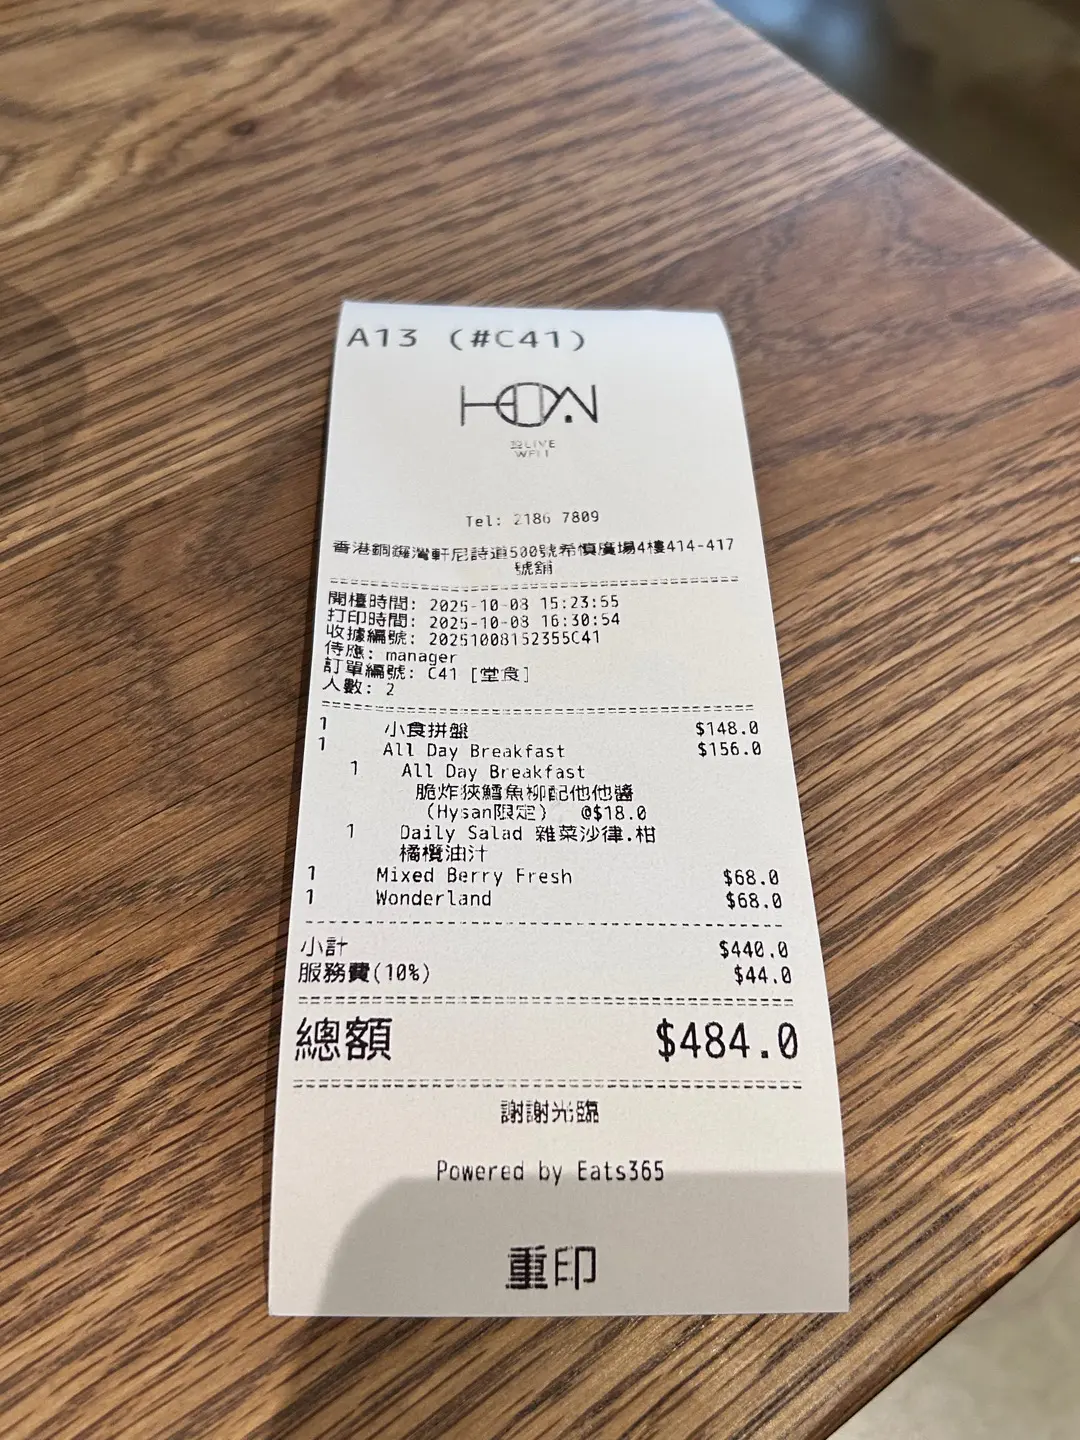 A13 (#C41)
LIVE
WELL
Tel: 2186 7809
香港銅鑼灣軒尼詩道500號希慎廣場4樓414-417
號舖
開檯時間: 2025-10-08 15:23:55
打印時間: 2025-10-08 16:30:54
收據編號: 20251008152355C41
侍應: manager
訂單編號: C41 [堂食]
人數: 2
1 小食拼盤 $148.0
1 All Day Breakfast $156.0
1 All Day Breakfast
脆炸狹鱈魚柳配他他醬
(Hysan限定) @$18.0
1 Daily Salad 雜菜沙律.柑
橘欖油汁
1 Mixed Berry Fresh $68.0
1 Wonderland $68.0
小計 $440.0
服務費(10%) $44.0
總額 $484.0
謝謝光臨
Powered by Eats365
重印